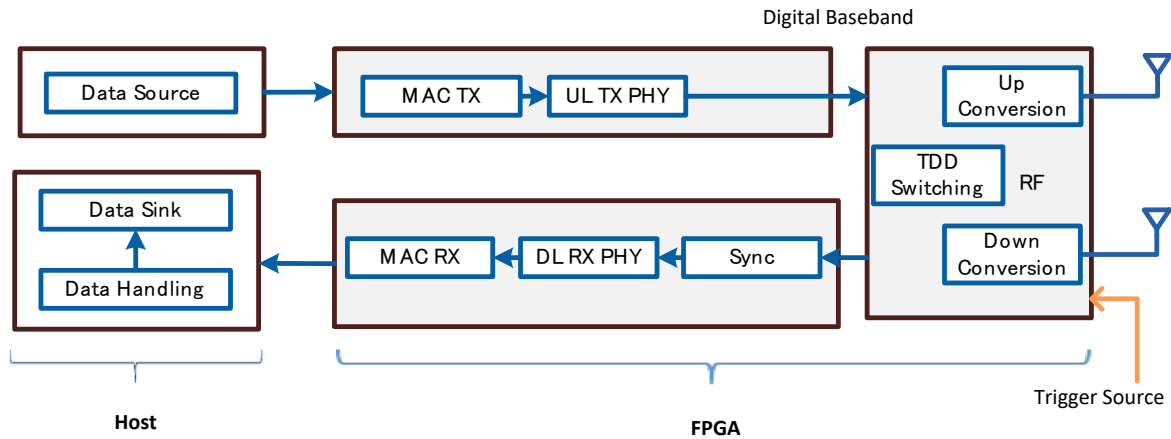 Digital Baseband
Data Source
MAC TX
UL TX PHY
Up
Conversion
TDD
Switching
RF
Data Sink
Data Handling
MAC RX
DL RX PHY
Sync
Down
Conversion
Trigger Source
Host
FPGA